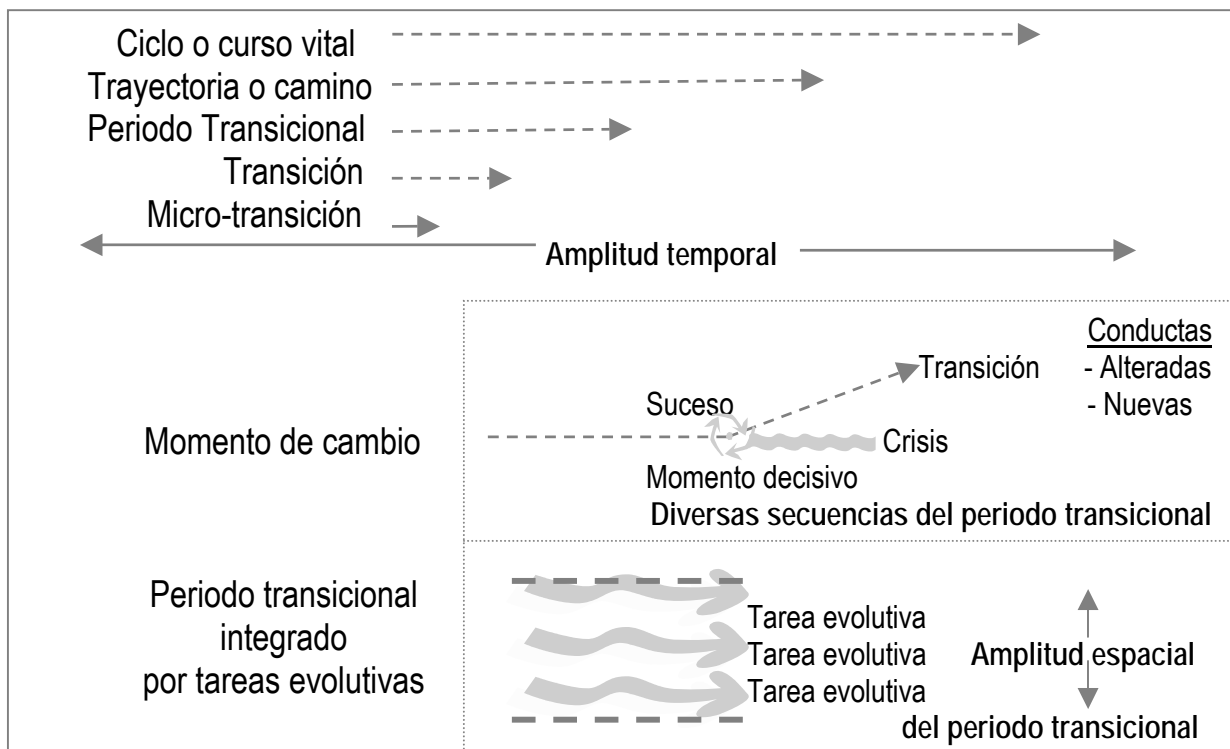 Ciclo o curso vital
Trayectoria o camino
Periodo Transicional
Transición
Micro-transición
Amplitud temporal
Momento de cambio
Suceso
Momento decisivo
Transición
Crisis
Conductas
- Alteradas
- Nuevas
Diversas secuencias del periodo transicional
Periodo transicional
integrado
por tareas evolutivas
Tarea evolutiva
Tarea evolutiva
Tarea evolutiva
Amplitud espacial
del periodo transicional